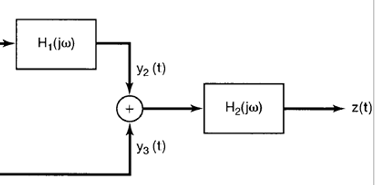 H₁(jω)
y₂ (t)
+
H₂(jω)
z(t)
y₃ (t)